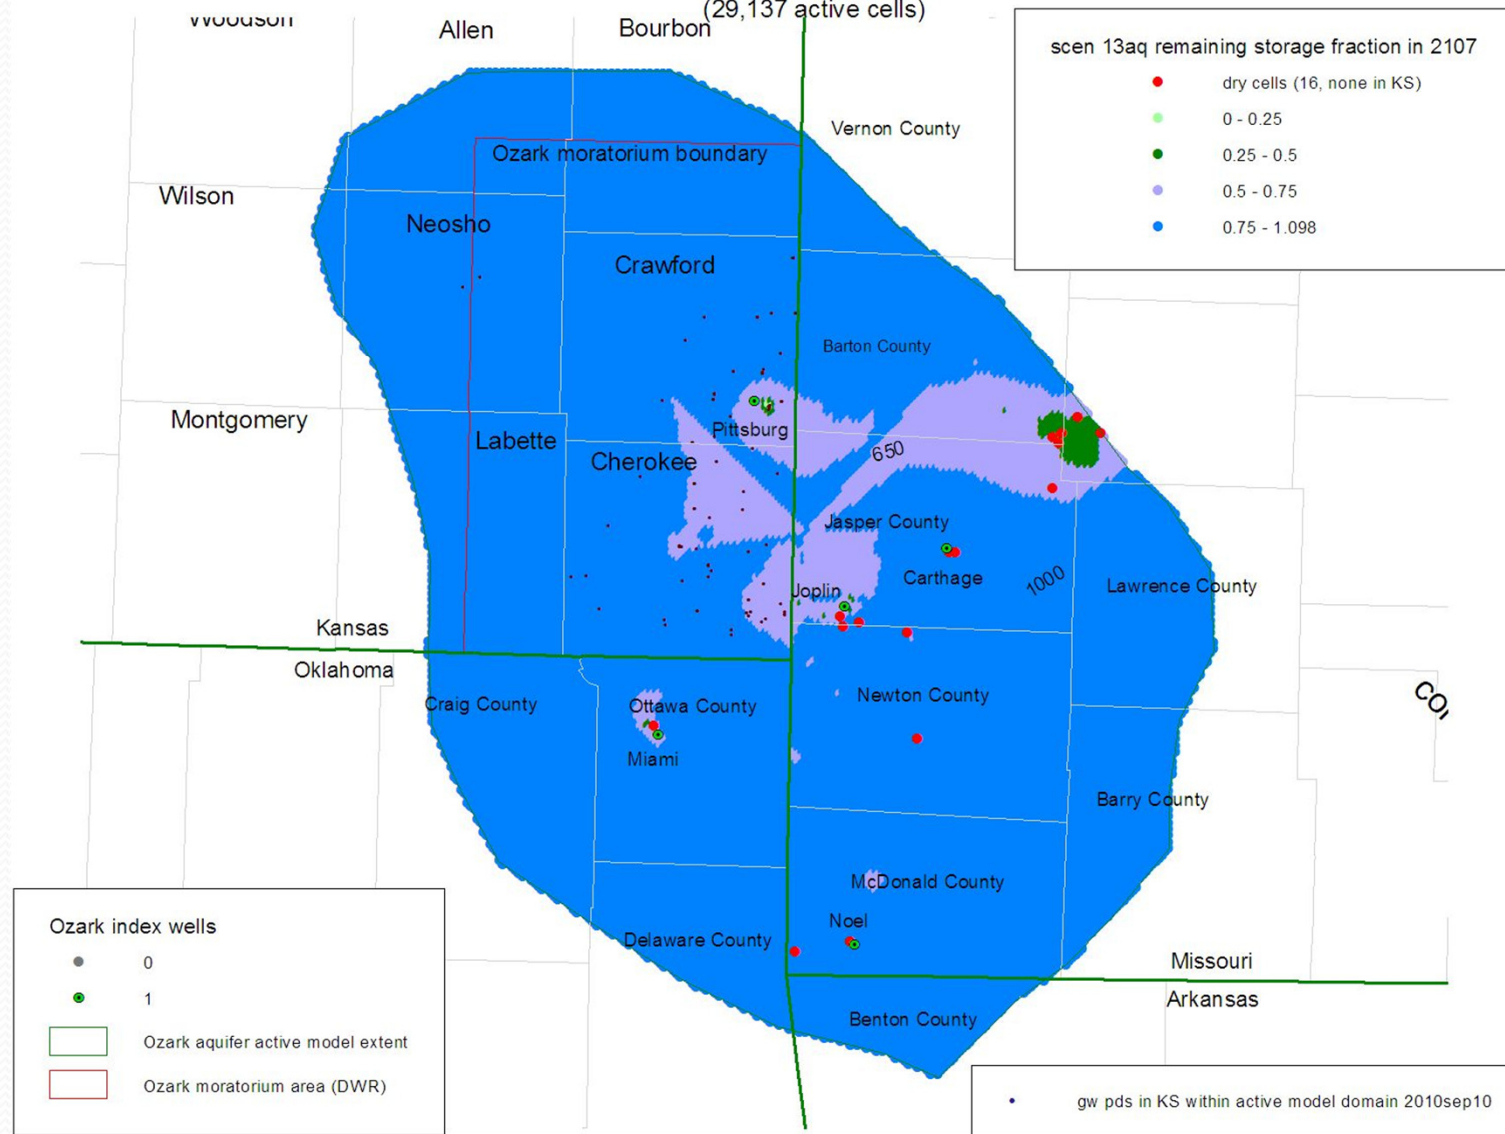 (29,137 active cells)
Woodson
Allen
Bourbon
scen 13aq remaining storage fraction in 2107
dry cells (16, none in KS)
0 - 0.25
0.25 - 0.5
0.5 - 0.75
0.75 - 1.098
Vernon County
Ozark moratorium boundary
Wilson
Neosho
Crawford
Barton County
Montgomery
Labette
Pittsburg
650
Cherokee
Jasper County
Carthage
1000
Lawrence County
Joplin
Kansas
Oklahoma
Craig County
Ottawa County
Newton County
Miami
Barry County
McDonald County
Noel
Delaware County
Missouri
Arkansas
Benton County
Ozark index wells
0
1
Ozark aquifer active model extent
Ozark moratorium area (DWR)
gw pds in KS within active model domain 2010sep10